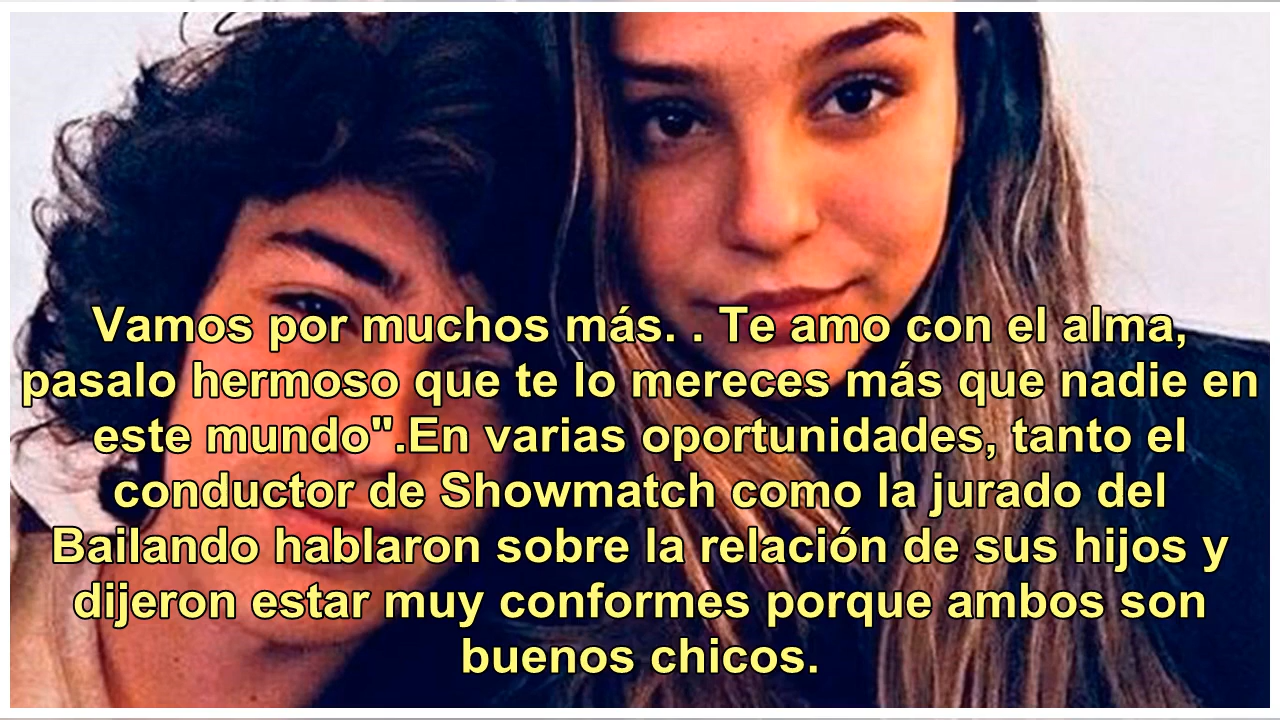 Vamos por muchos más. . Te amo con el alma,
pasalo hermoso que te lo mereces más que nadie en
este mundo".En varias oportunidades, tanto el
conductor de Showmatch como la jurado del
Bailando hablaron sobre la relación de sus hijos y
dijeron estar muy conformes porque ambos son
buenos chicos.